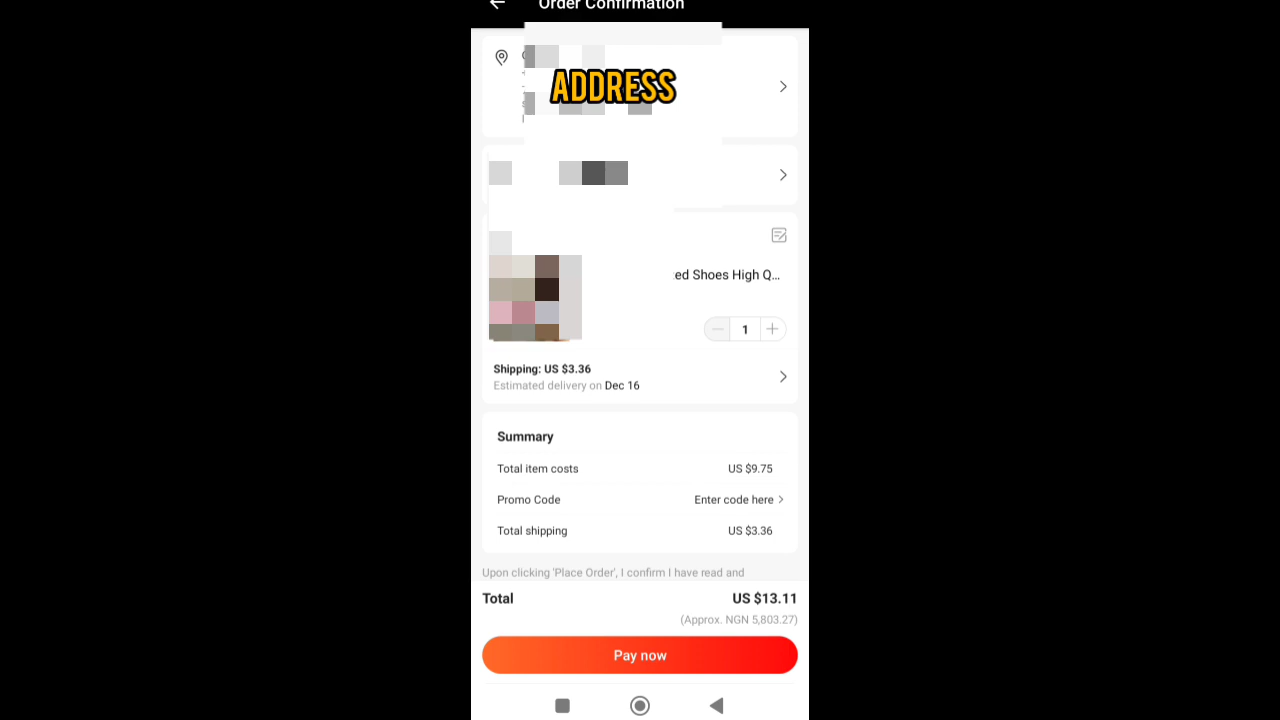 Order Confirmation
ADDRESS
ed Shoes High Q...
1
Shipping: US $3.36
Estimated delivery on Dec 16
Summary
Total item costs US $9.75
Promo Code Enter code here
Total shipping US $3.36
Upon clicking 'Place Order', I confirm I have read and
Total US $13.11
(Approx. NGN 5,803.27)
Pay now